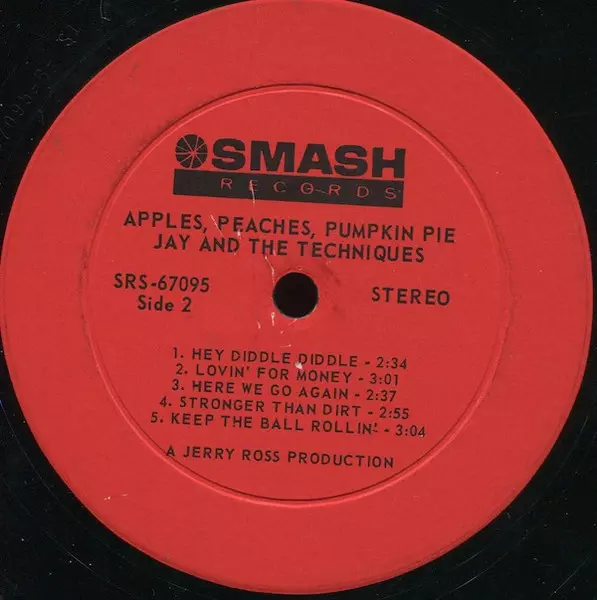 SMASH
RECORDS
APPLES, PEACHES, PUMPKIN PIE
JAY AND THE TECHNIQUES
SRS-67095
Side 2
STEREO
1. HEY DIDDLE DIDDLE - 2:34
2. LOVIN' FOR MONEY - 3:01
3. HERE WE GO AGAIN - 2:37
4. STRONGER THAN DIRT - 2:55
5. KEEP THE BALL ROLLIN' - 3:04
A JERRY ROSS PRODUCTION